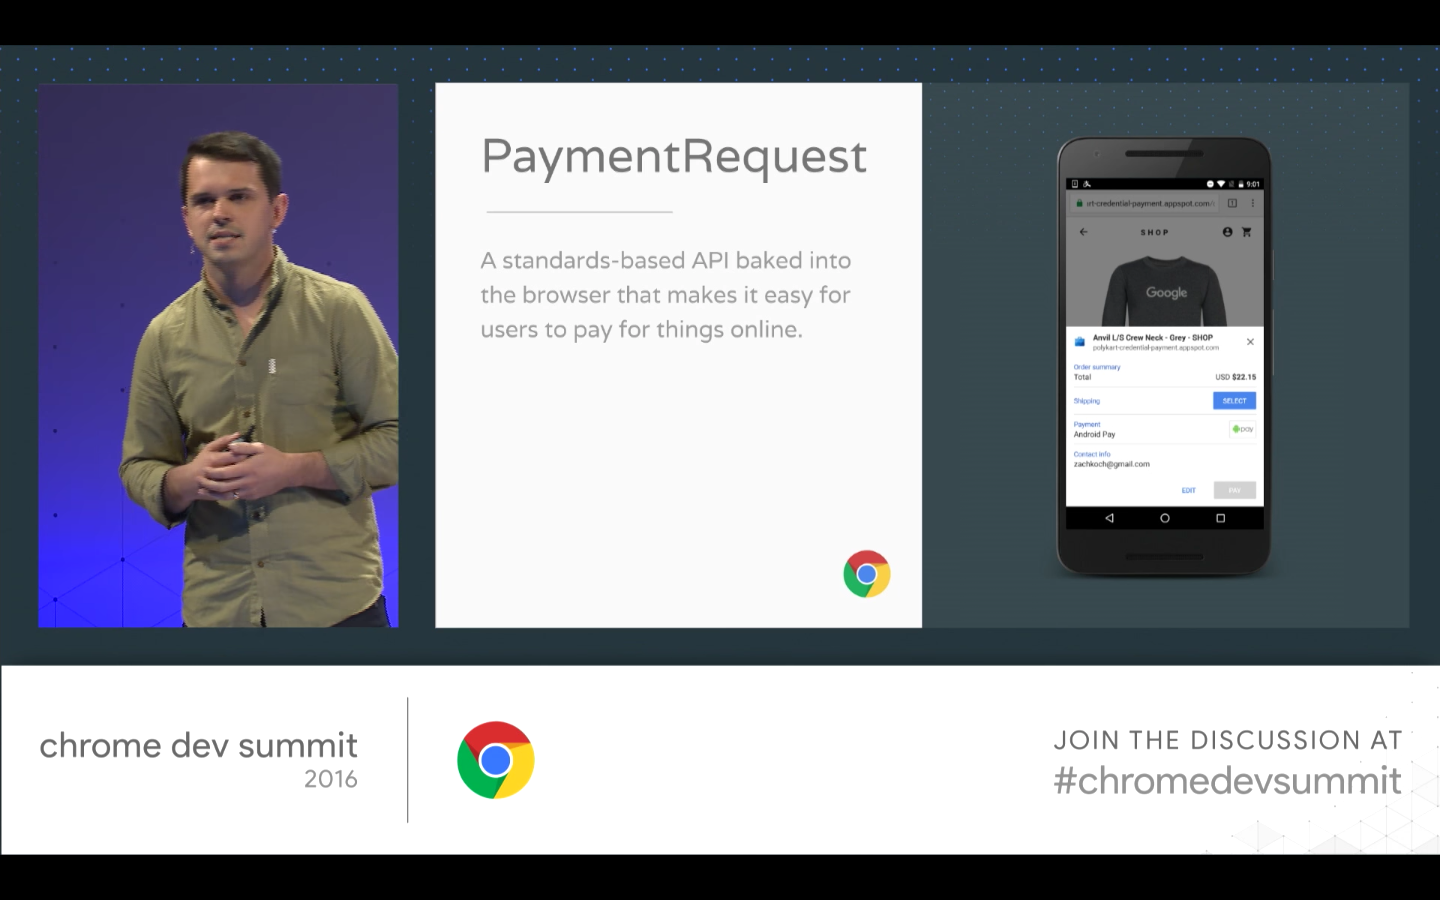 PaymentRequest
A standards-based API baked into
the browser that makes it easy for
users to pay for things online.
9:01
rt-credential-payment.appspot.com/
SHOP
Google
Anvil L/S Crew Neck - Grey - SHOP
polykart-credential-payment.appspot.com
Order summary
Total USD $22.15
Shipping SELECT
Payment
Android Pay pay
Contact info
zachkoch@gmail.com
EDIT PAY
chrome dev summit
2016
JOIN THE DISCUSSION AT
#chromedevsummit